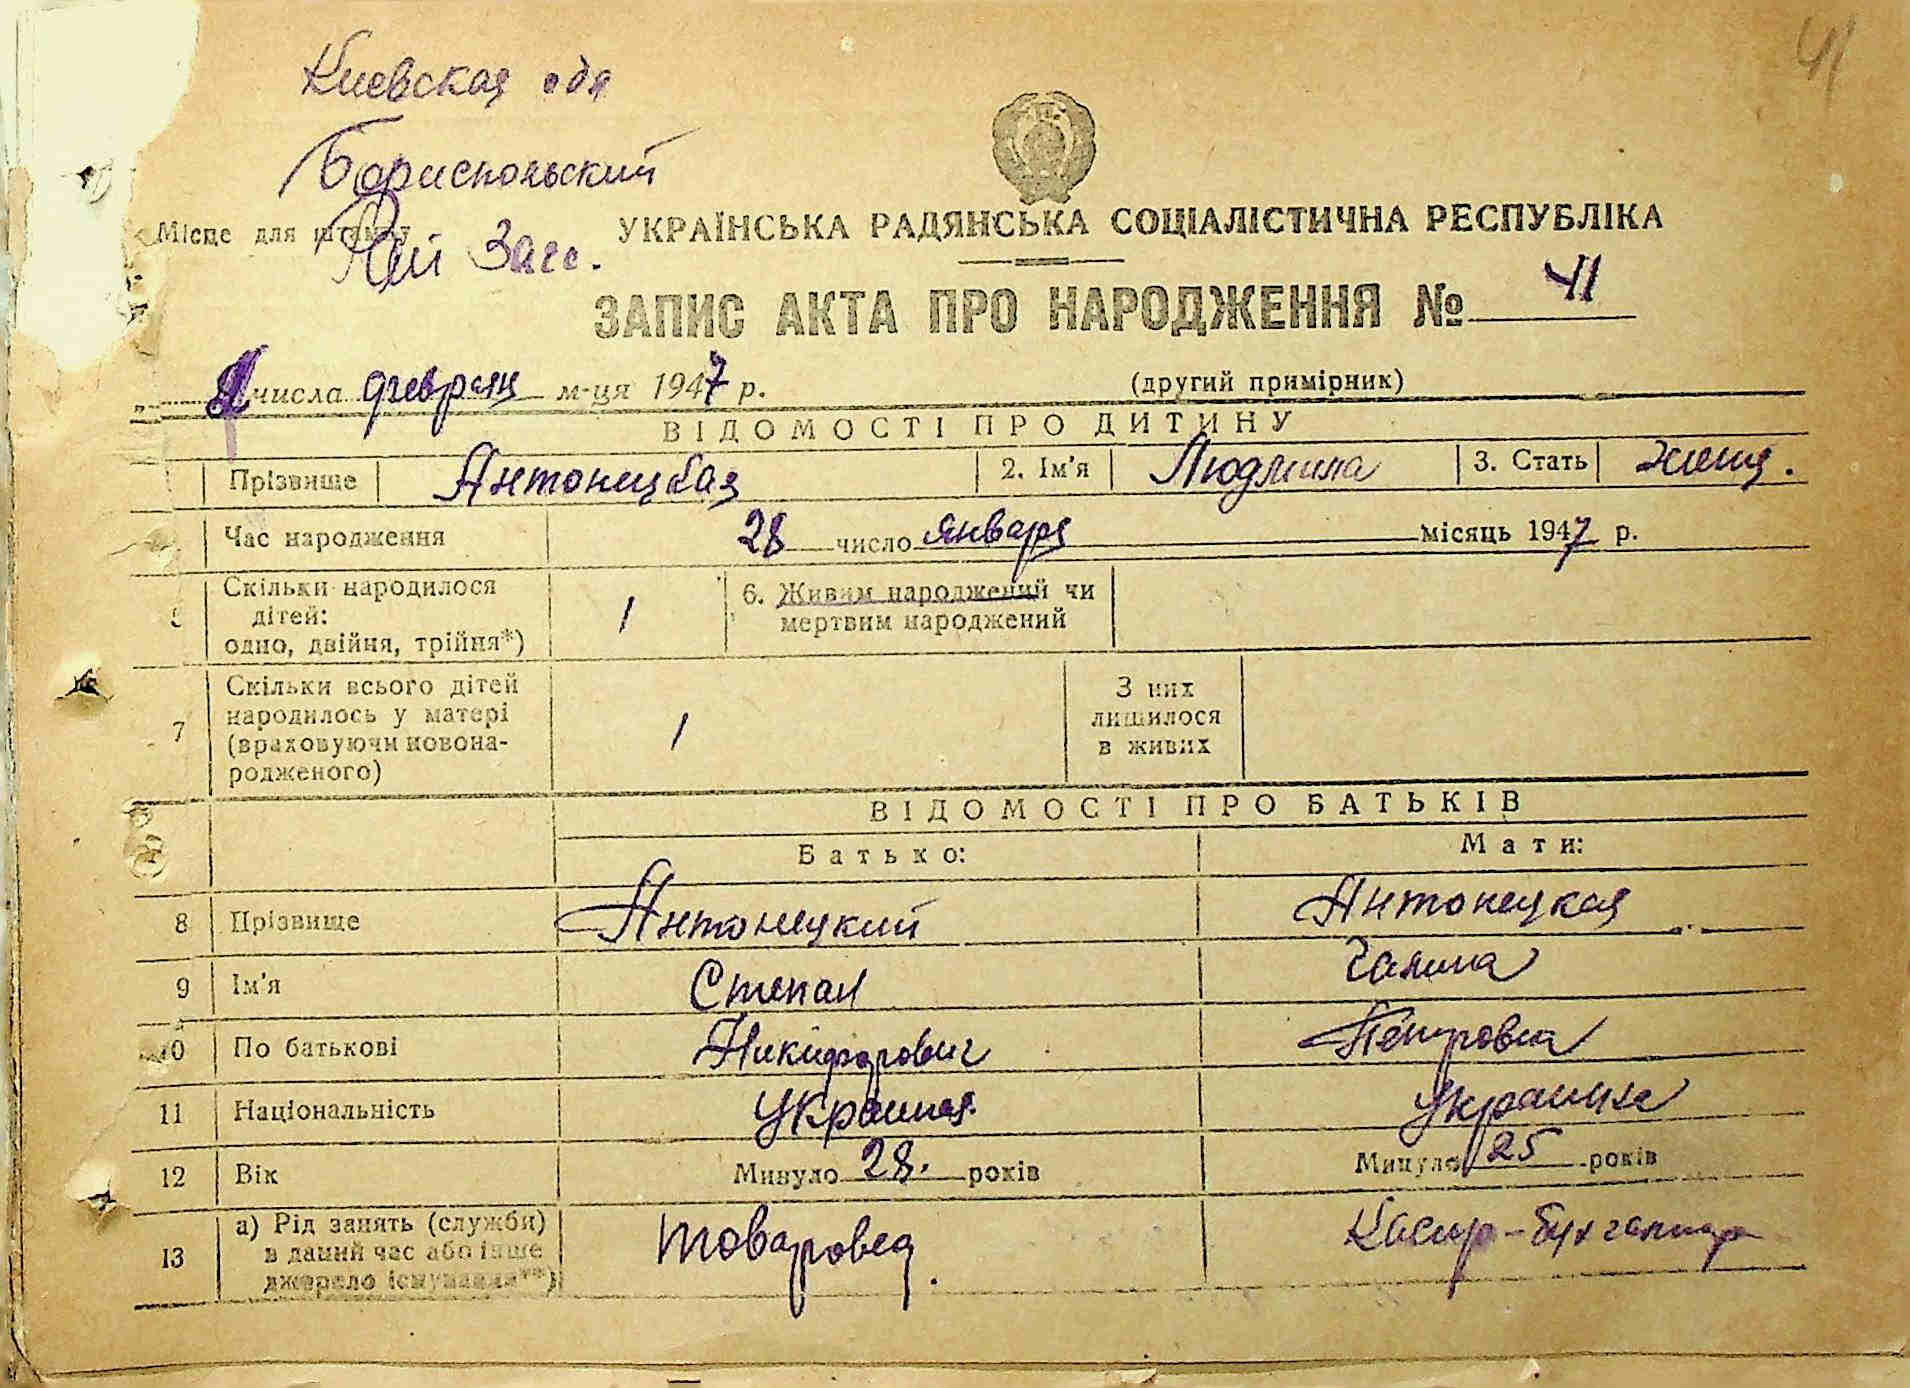 41
Киевская обл
Бориспольский
Місце для штампу
Рай Загс.
УКРАЇНСЬКА РАДЯНСЬКА СОЦІАЛІСТИЧНА РЕСПУБЛІКА
ЗАПИС АКТА ПРО НАРОДЖЕННЯ № 41
числа февраля м-ця 1947 р. (другий примірник)
ВІДОМОСТІ ПРО ДИТИНУ
Прізвище Антонецкая 2. Ім'я Людмила 3. Стать женщ.
Час народження 28 число января місяць 1947 р.
5 Скільки народилося дітей: одно, двійня, трійня*) 1 6. Живим народжений чи мертвим народжений
7 Скільки всього дітей народилось у матері (враховуючи новонародженого) 1 З них лишилося в живих
ВІДОМОСТІ ПРО БАТЬКІВ
Батько: Мати:
8 Прізвище Антонецкий Антонецкая
9 Ім'я Степан Галина
10 По батькові Никифорович Петровна
11 Національність Украинец Украинка
12 Вік Минуло 28. років Минуло 25 років
13 а) Рід занять (служби) в даний час або інше джерело існування**) товаровед. Касир-бухгалтер